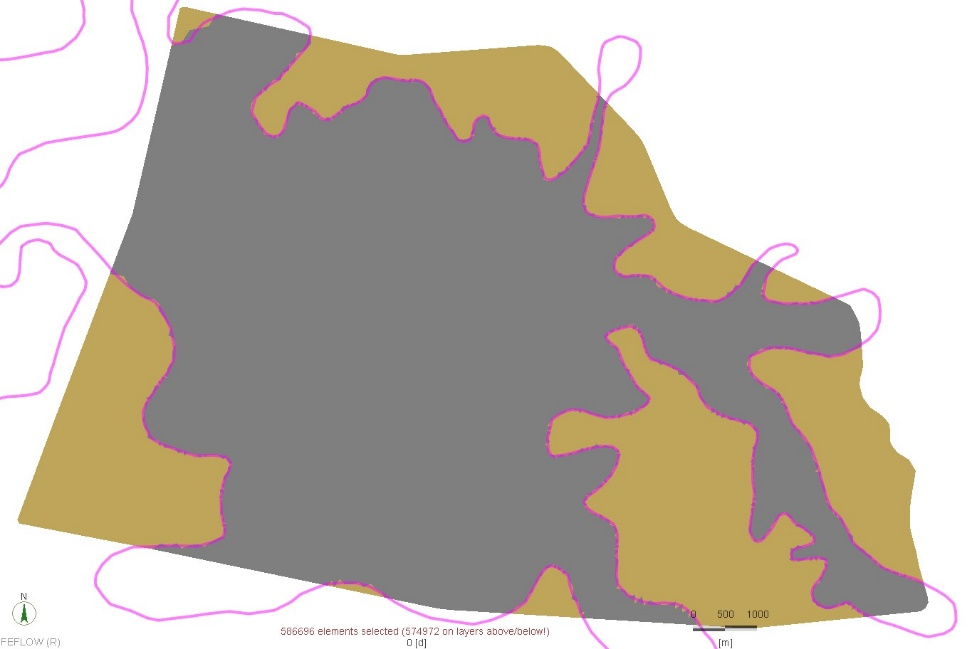 N
FEFLOW (R)
0 500 1000
[m]
586696 elements selected (574972 on layers above/below!)
0 [d]